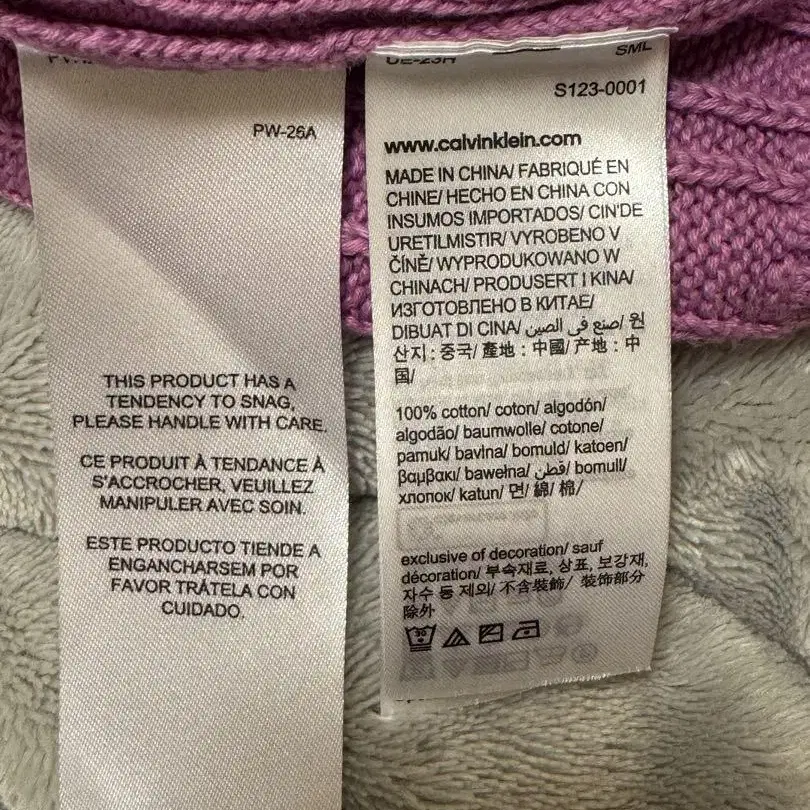 PW-26A
THIS PRODUCT HAS A
TENDENCY TO SNAG,
PLEASE HANDLE WITH CARE.
CE PRODUIT À TENDANCE À
S'ACCROCHER, VEUILLEZ
MANIPULER AVEC SOIN.
ESTE PRODUCTO TIENDE A
ENGANCHARSEM POR
FAVOR TRÁTELA CON
CUIDADO.
SML
S123-0001
www.calvinklein.com
MADE IN CHINA/ FABRIQUÉ EN
CHINE/ HECHO EN CHINA CON
INSUMOS IMPORTADOS/ CIN'DE
URETILMISTIR/ VYROBENO V
ČÍNĚ/ WYPRODUKOWANO W
CHINACH/ PRODUSERT I KINA/
ИЗГОТОВЛЕНО В КИТАЕ/
DIBUAT DI CINA/ صنع في الصين/ 원
산지 : 중국/ 產地 : 中國/ 产地 : 中
国/
100% cotton/ coton/ algodón/
algodão/ baumwolle/ cotone/
pamuk/ bavlna/ bomuld/ katoen/
βαμβακι/ bawełna/ قطن/ bomull/
хлопок/ katun/ 면/ 綿/ 棉/
exclusive of decoration/ sauf
décoration/ 부속재료, 상표, 보강재,
자수 등 제외/ 不含裝飾/ 装饰部分
除外
30